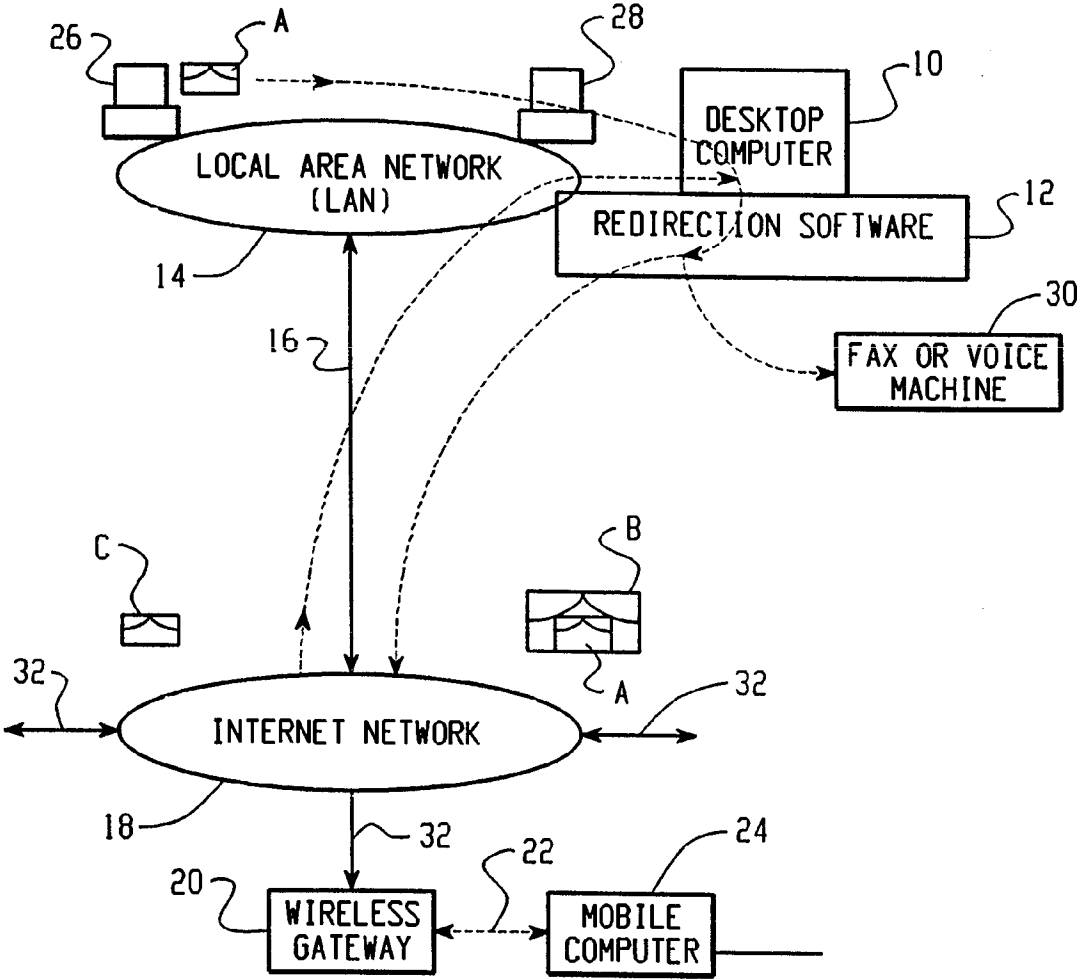 26
A
28
10
DESKTOP
COMPUTER
LOCAL AREA NETWORK
(LAN)
12
REDIRECTION SOFTWARE
14
30
16
FAX OR VOICE
MACHINE
C
B
A
32
32
INTERNET NETWORK
18
32
24
22
20
WIRELESS
GATEWAY
MOBILE
COMPUTER